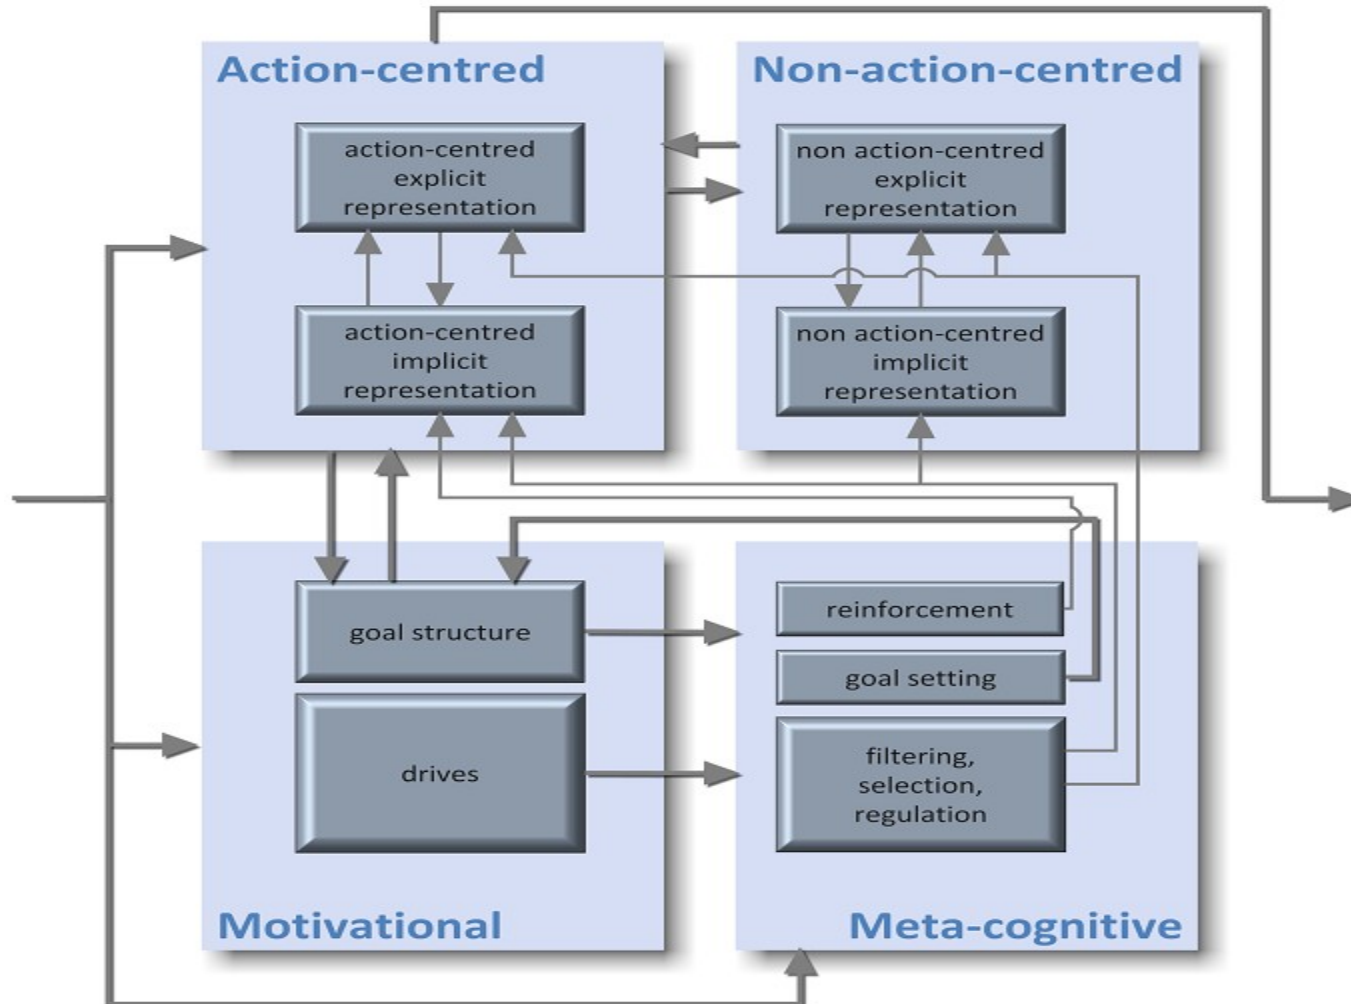 Action-centred
action-centred
explicit
representation
action-centred
implicit
representation
Non-action-centred
non action-centred
explicit
representation
non action-centred
implicit
representation
goal structure
drives
Motivational
reinforcement
goal setting
filtering,
selection,
regulation
Meta-cognitive